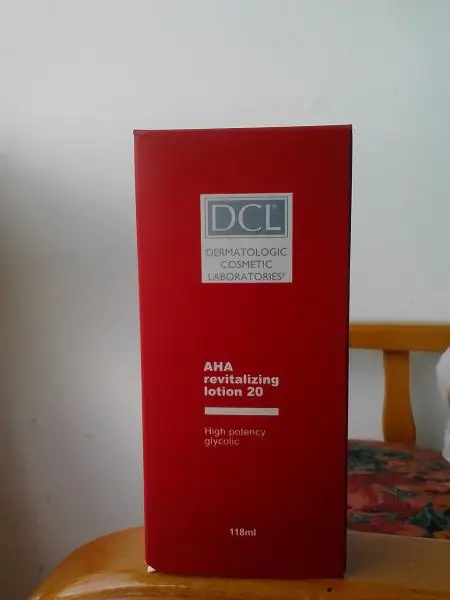 DCL®
DERMATOLOGIC
COSMETIC
LABORATORIES®
AHA
revitalizing
lotion 20
High potency
glycolic
118ml